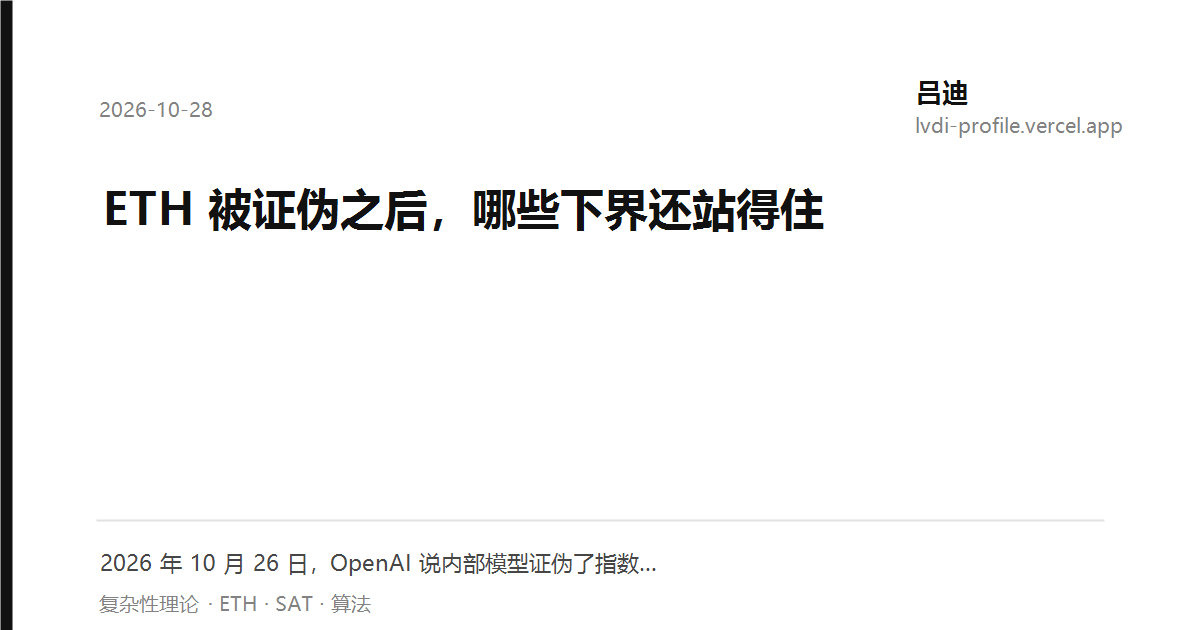 2026-10-28
吕迪
lvdi-profile.vercel.app
ETH 被证伪之后，哪些下界还站得住
2026 年 10 月 26 日，OpenAI 说内部模型证伪了指数…
复杂性理论 · ETH · SAT · 算法